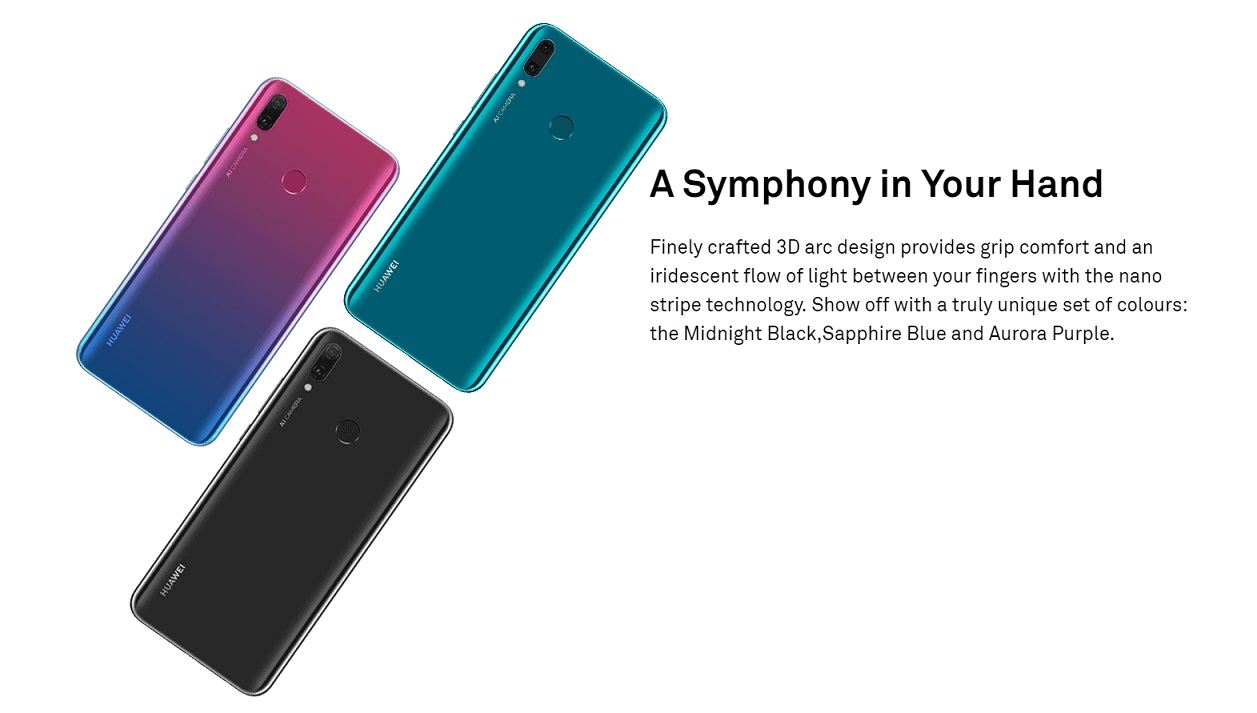 AI CAMERA
HUAWEI
AI CAMERA
HUAWEI
AI CAMERA
HUAWEI
A Symphony in Your Hand
Finely crafted 3D arc design provides grip comfort and an
iridescent flow of light between your fingers with the nano
stripe technology. Show off with a truly unique set of colours:
the Midnight Black,Sapphire Blue and Aurora Purple.